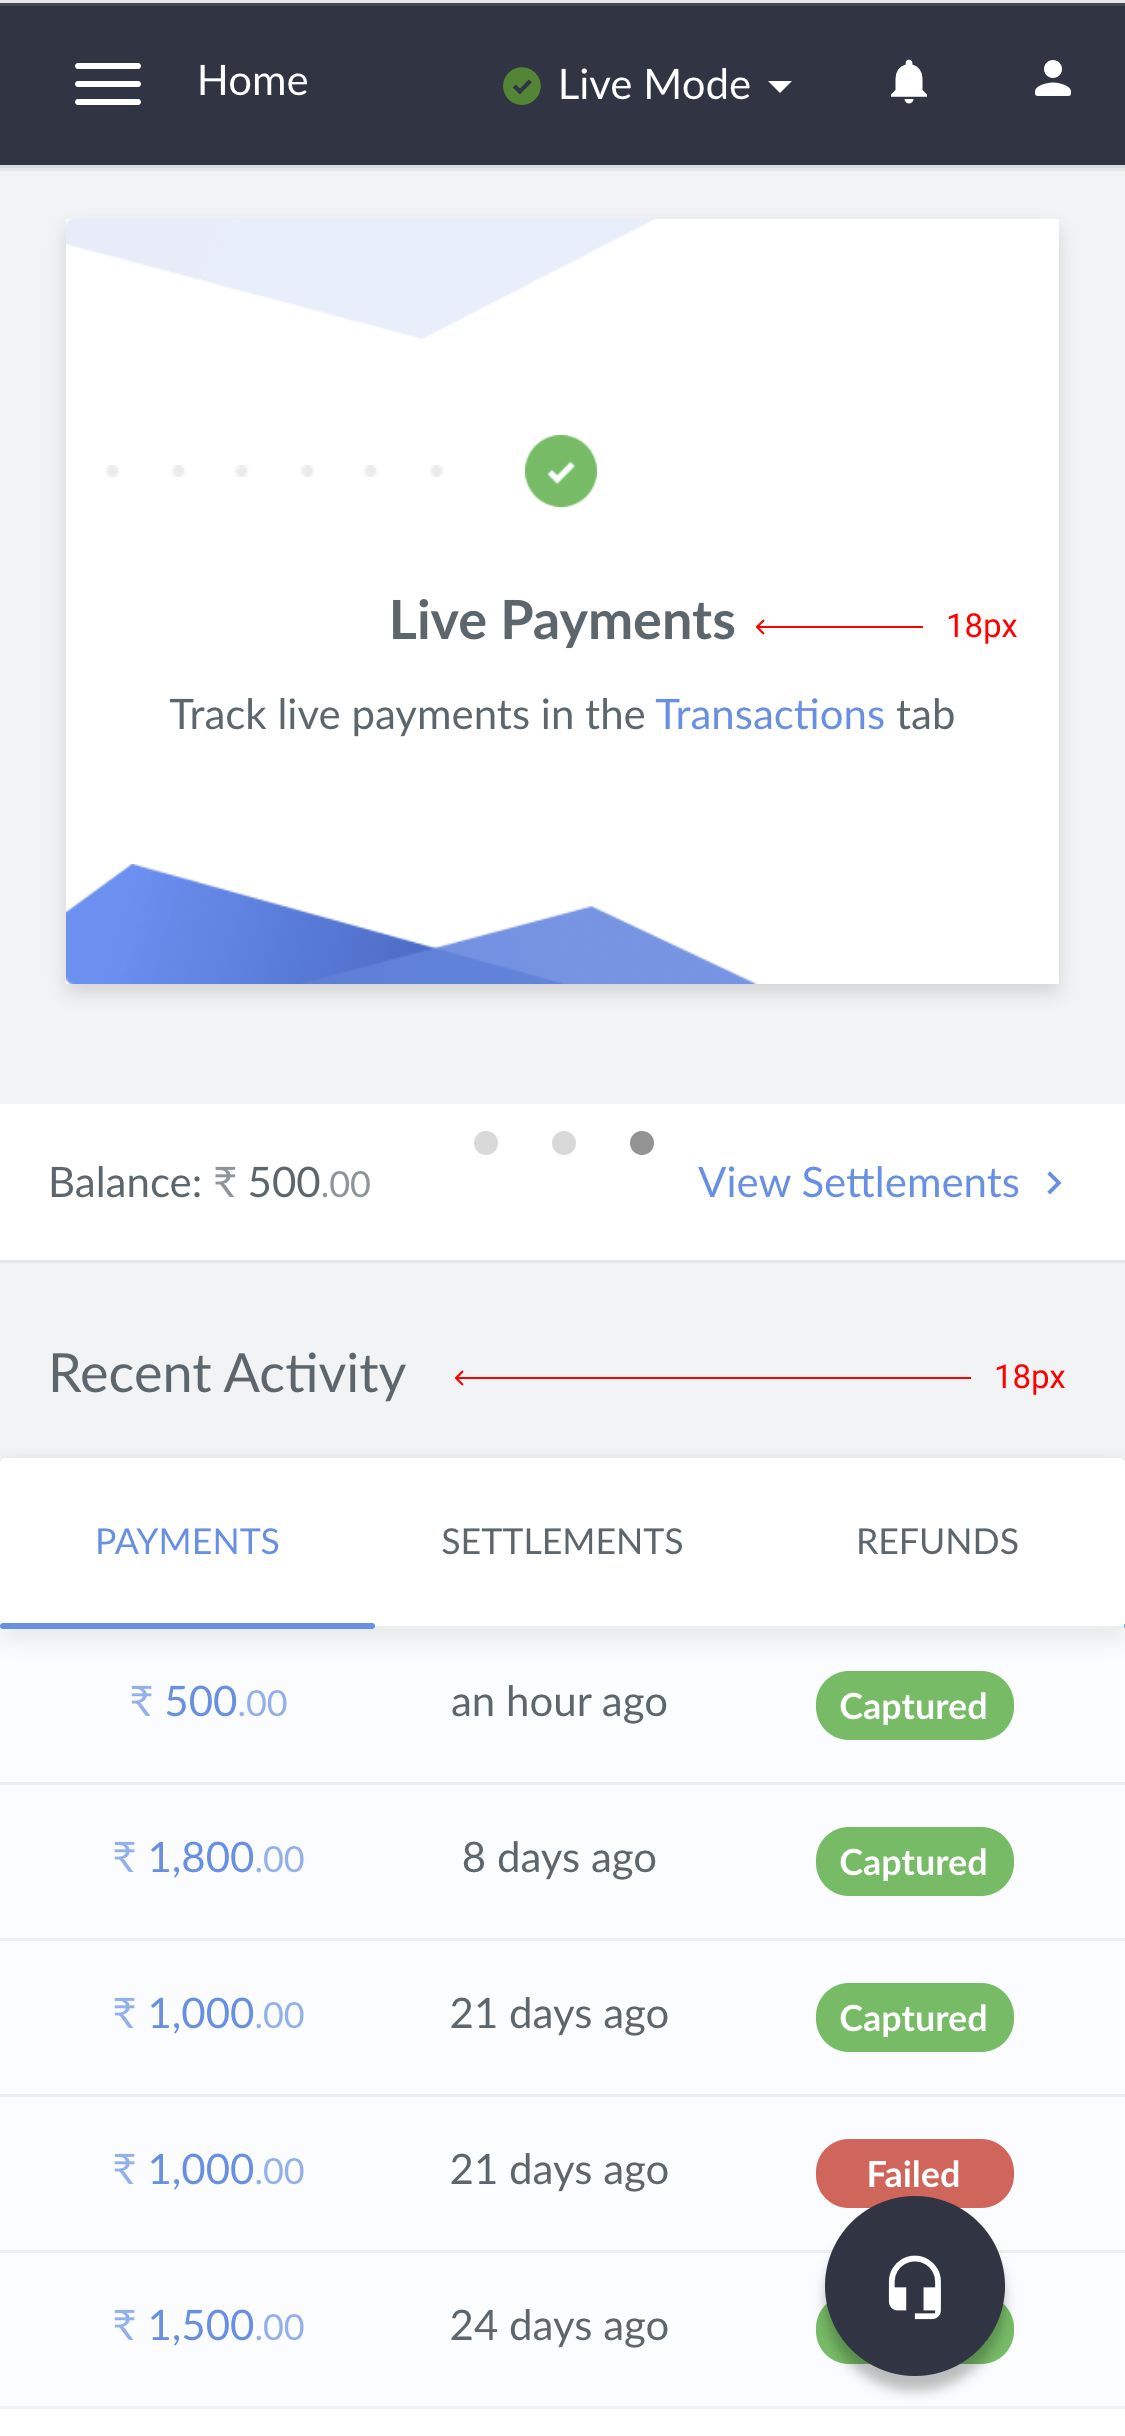 Home
Live Mode
Live Payments
18px
Track live payments in the Transactions tab
Balance: ₹ 500.00
View Settlements
Recent Activity
18px
PAYMENTS SETTLEMENTS REFUNDS
₹ 500.00 an hour ago Captured
₹ 1,800.00 8 days ago Captured
₹ 1,000.00 21 days ago Captured
₹ 1,000.00 21 days ago Failed
₹ 1,500.00 24 days ago